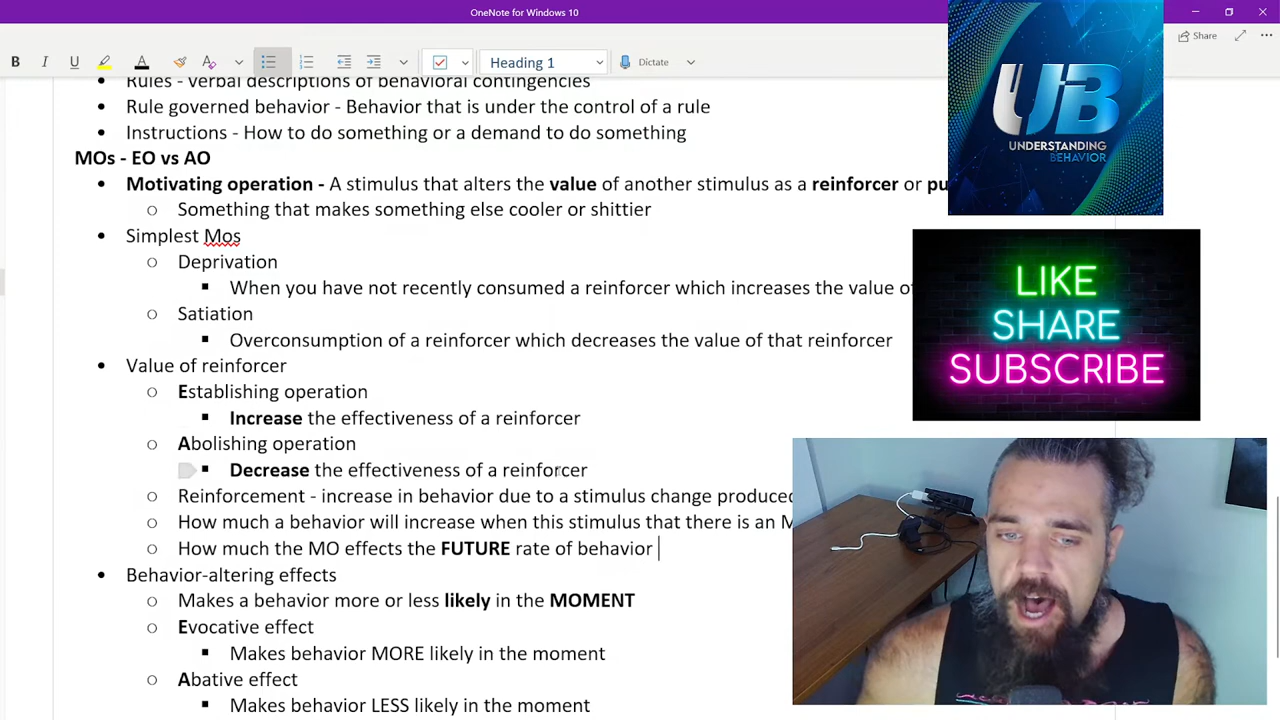 OneNote for Windows 10
Share
B I U A A Heading 1 Dictate
Rules - verbal descriptions of behavioral contingencies
Rule governed behavior - Behavior that is under the control of a rule
Instructions - How to do something or a demand to do something
MOs - EO vs AO
Motivating operation - A stimulus that alters the value of another stimulus as a reinforcer or pu
Something that makes something else cooler or shittier
Simplest Mos
Deprivation
When you have not recently consumed a reinforcer which increases the value of
Satiation
Overconsumption of a reinforcer which decreases the value of that reinforcer
Value of reinforcer
Establishing operation
Increase the effectiveness of a reinforcer
Abolishing operation
Decrease the effectiveness of a reinforcer
Reinforcement - increase in behavior due to a stimulus change produced
How much a behavior will increase when this stimulus that there is an M
How much the MO effects the FUTURE rate of behavior
Behavior-altering effects
Makes a behavior more or less likely in the MOMENT
Evocative effect
Makes behavior MORE likely in the moment
Abative effect
Makes behavior LESS likely in the moment
UB
UNDERSTANDING
BEHAVIOR
LIKE
SHARE
SUBSCRIBE